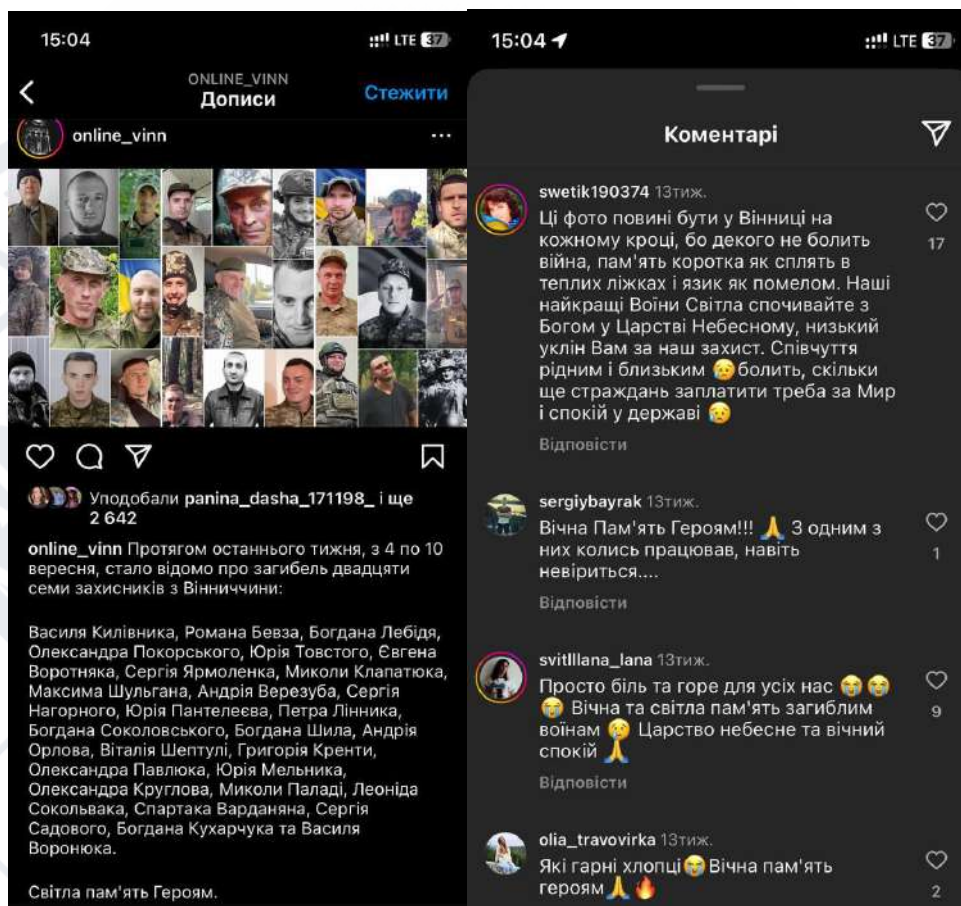 15:04
LTE 37
ONLINE_VINN
Дописи
Стежити
online_vinn
Уподобали panina_dasha_171198_ і ще
2 642
online_vinn Протягом останнього тижня, з 4 по 10
вересня, стало відомо про загибель двадцяти
семи захисників з Вінниччини:
Василя Килівника, Романа Бевза, Богдана Лебідя,
Олександра Покорського, Юрія Товстого, Євгена
Воротняка, Сергія Ярмоленка, Миколи Клапатюка,
Максима Шульгана, Андрія Верезуба, Сергія
Нагорного, Юрія Пантелеєва, Петра Лінника,
Богдана Соколовського, Богдана Шила, Андрія
Орлова, Віталія Шептулі, Григорія Кренти,
Олександра Павлюка, Юрія Мельника,
Олександра Круглова, Миколи Паладі, Леоніда
Сокольвака, Спартака Варданяна, Сергія
Садового, Богдана Кухарчука та Василя
Воронюка.
Світла пам'ять Героям.
15:04
LTE 37
Коментарі
swetik190374 13тиж.
Ці фото повині бути у Вінниці на
кожному кроці, бо декого не болить
війна, пам'ять коротка як сплять в
теплих ліжках і язик як помелом. Наші
найкращі Воїни Світла спочивайте з
Богом у Царстві Небесному, низький
уклін Вам за наш захист. Співчуття
рідним і близьким 😥болить, скільки
ще страждань заплатити треба за Мир
і спокій у державі 😥
17
Відповісти
sergiybayrak 13тиж.
Вічна Пам'ять Героям!!! 🙏 З одним з
них колись працював, навіть
невіриться....
1
Відповісти
svitlllana_lana 13тиж.
Просто біль та горе для усіх нас 😭😭
😭 Вічна та світла пам'ять загиблим
воїнам 😢 Царство небесне та вічний
спокій 🙏
9
Відповісти
olia_travovirka 13тиж.
Які гарні хлопці😭Вічна пам'ять
героям🙏🔥
2